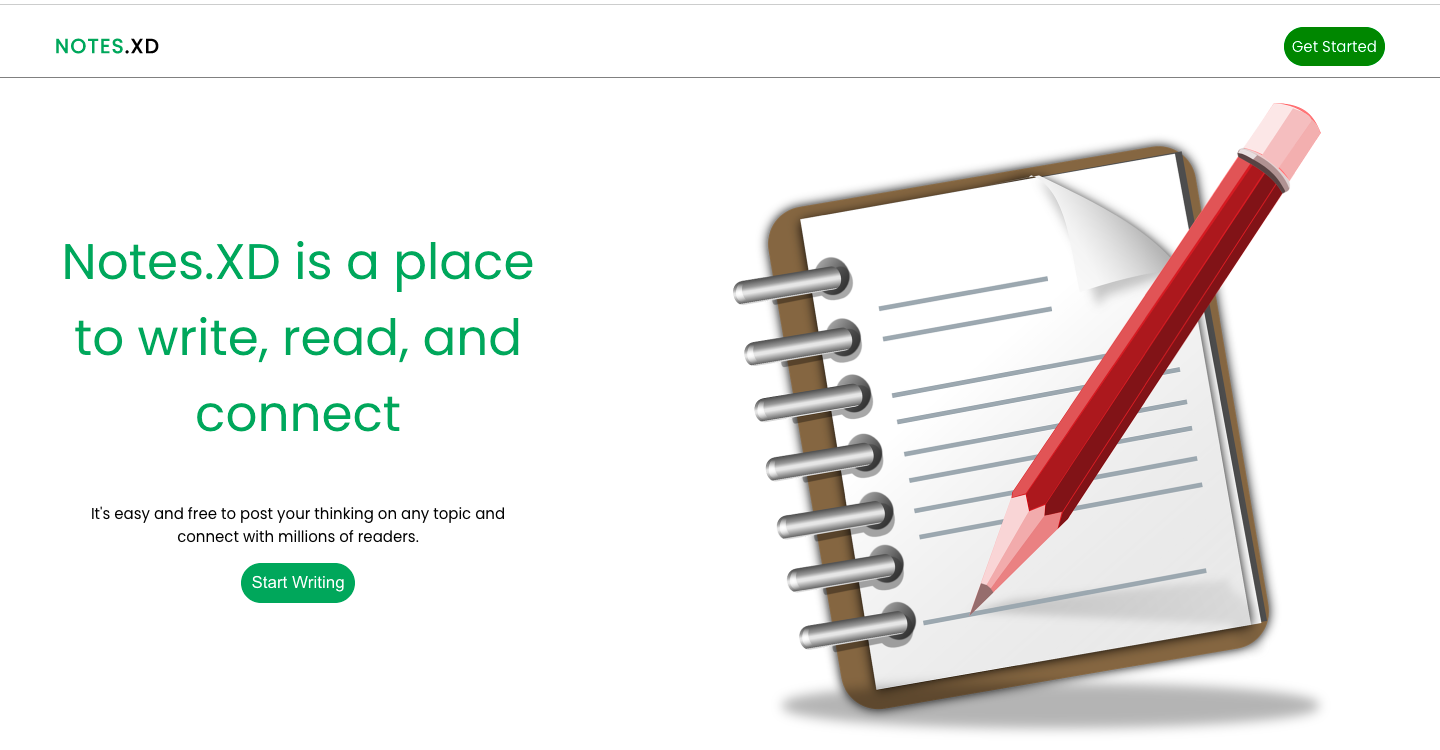 NOTES.XD
Get Started
Notes.XD is a place
to write, read, and
connect
It's easy and free to post your thinking on any topic and
connect with millions of readers.
Start Writing